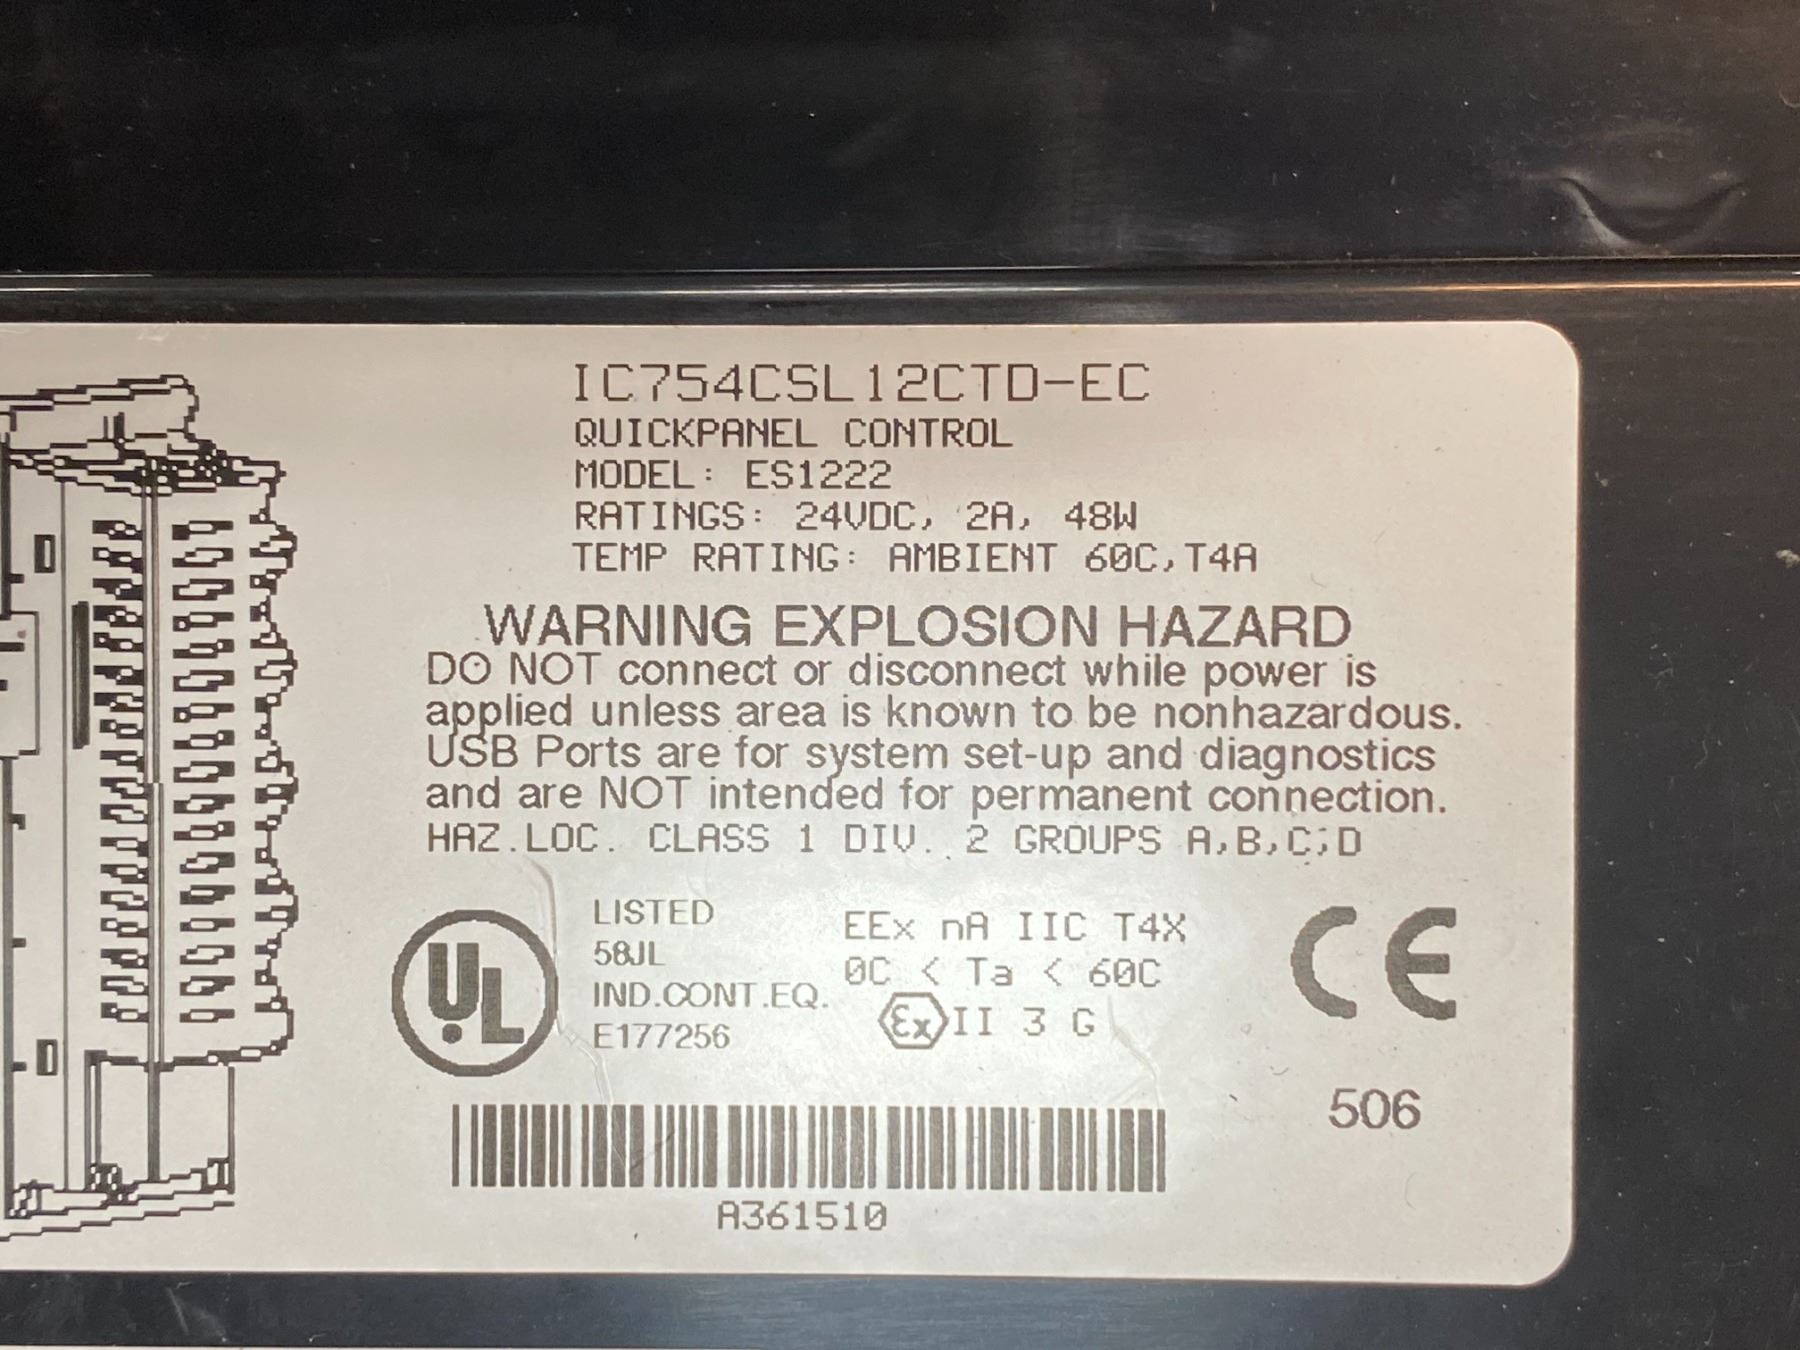 IC754CSL12CTD-EC
QUICKPANEL CONTROL
MODEL: ES1222
RATINGS: 24VDC, 2A, 48W
TEMP RATING: AMBIENT 60C,T4A
WARNING EXPLOSION HAZARD
DO NOT connect or disconnect while power is
applied unless area is known to be nonhazardous.
USB Ports are for system set-up and diagnostics
and are NOT intended for permanent connection.
HAZ.LOC. CLASS 1 DIV. 2 GROUPS A,B,C,D
UL
LISTED
58JL
IND.CONT.EQ.
E177256
EEx nA IIC T4X
0C < Ta < 60C
Ex II 3 G
CE
506
A361510